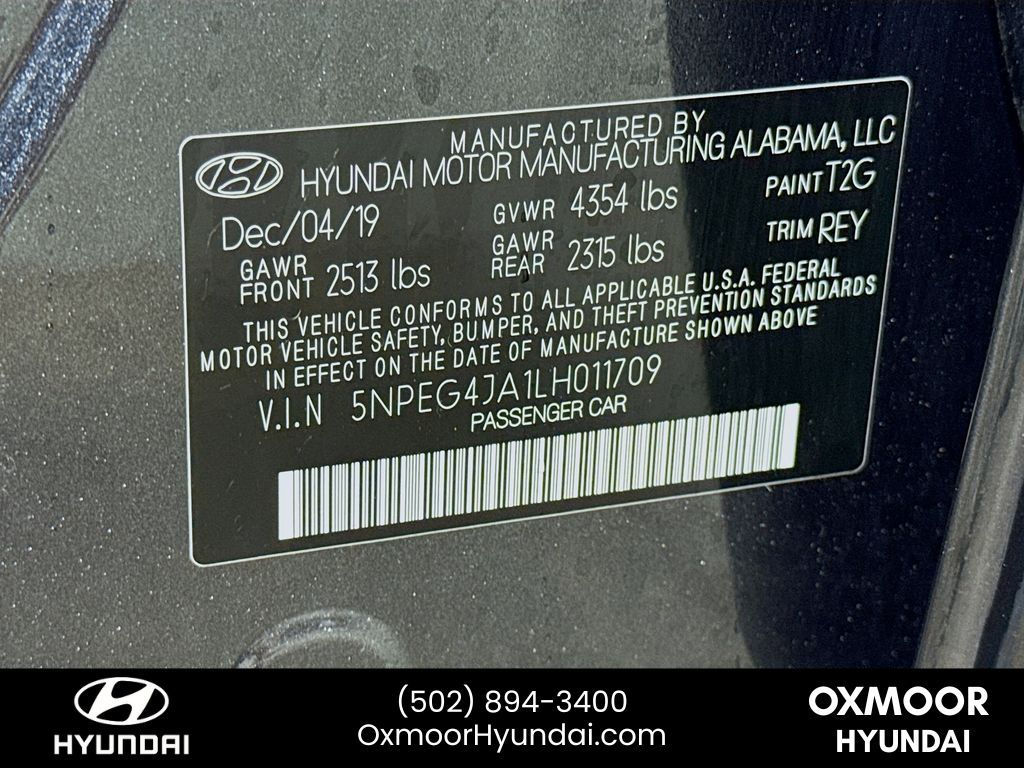 MANUFACTURED BY
HYUNDAI MOTOR MANUFACTURING ALABAMA, LLC
Dec/04/19 GVWR 4354 lbs PAINT T2G
GAWR FRONT 2513 lbs GAWR REAR 2315 lbs TRIM REY
THIS VEHICLE CONFORMS TO ALL APPLICABLE U.S.A. FEDERAL
MOTOR VEHICLE SAFETY, BUMPER, AND THEFT PREVENTION STANDARDS
IN EFFECT ON THE DATE OF MANUFACTURE SHOWN ABOVE
V.I.N 5NPEG4JA1LH011709
PASSENGER CAR
HYUNDAI
(502) 894-3400
OxmoorHyundai.com
OXMOOR
HYUNDAI